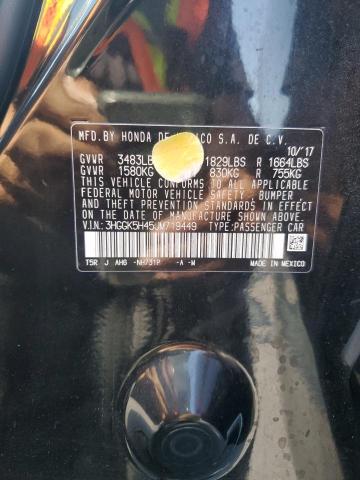 MFD.BY HONDA DE S.A. DE C.V.
10/'17
GVWR 1829LBS R 1664LBS
GVWR 1580KG 830KG R 755KG
THIS VEHICLE CONFORMS TO ALL APPLICABLE
FEDERAL MOTOR VEHICLE SAFETY, BUMPER
AND THEFT PREVENTION STANDARDS IN EFFECT
ON THE DATE OF MANUFACTURE SHOWN ABOVE.
V.I.N.: 3HGGK5H45JM719449 TYPE:PASSENGER CAR
T5R J AH6 -NH731P -A -M
MADE IN MEXICO